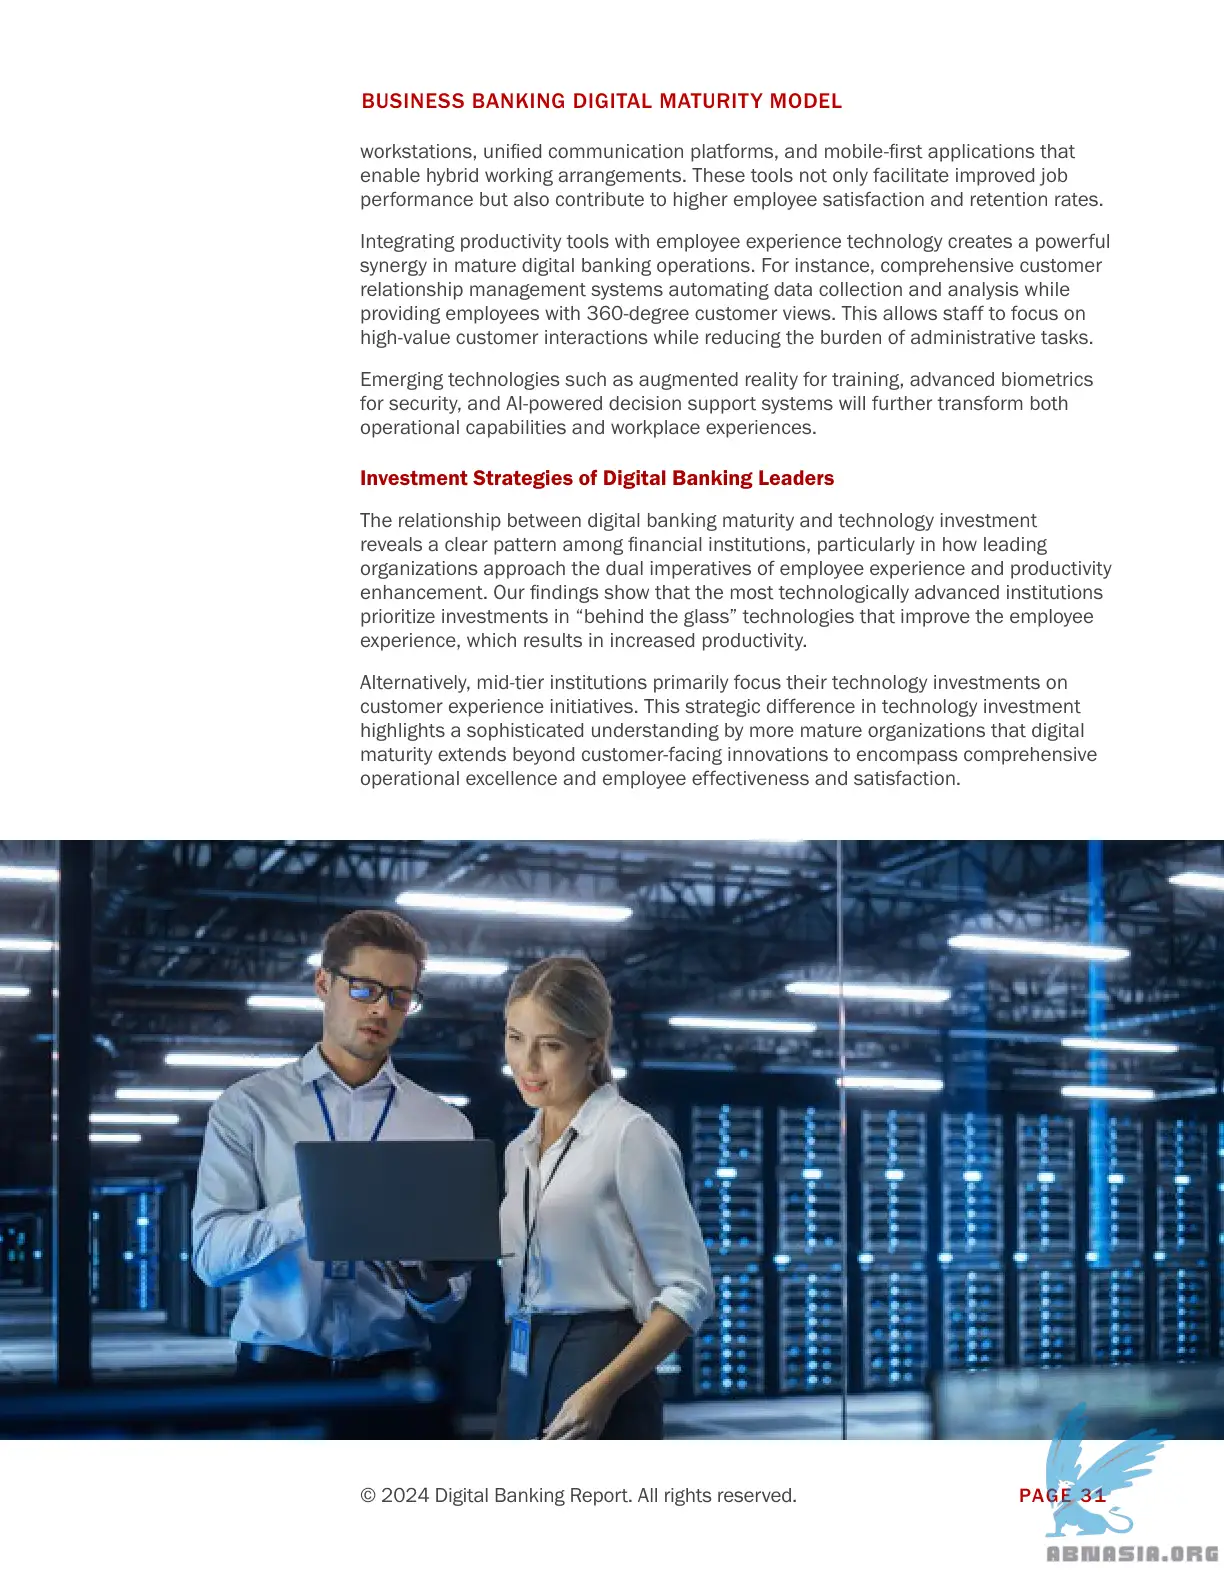 BUSINESS BANKING DIGITAL MATURITY MODEL
workstations, unified communication platforms, and mobile-first applications that
enable hybrid working arrangements. These tools not only facilitate improved job
performance but also contribute to higher employee satisfaction and retention rates.
Integrating productivity tools with employee experience technology creates a powerful
synergy in mature digital banking operations. For instance, comprehensive customer
relationship management systems automating data collection and analysis while
providing employees with 360-degree customer views. This allows staff to focus on
high-value customer interactions while reducing the burden of administrative tasks.
Emerging technologies such as augmented reality for training, advanced biometrics
for security, and AI-powered decision support systems will further transform both
operational capabilities and workplace experiences.
Investment Strategies of Digital Banking Leaders
The relationship between digital banking maturity and technology investment
reveals a clear pattern among financial institutions, particularly in how leading
organizations approach the dual imperatives of employee experience and productivity
enhancement. Our findings show that the most technologically advanced institutions
prioritize investments in “behind the glass” technologies that improve the employee
experience, which results in increased productivity.
Alternatively, mid-tier institutions primarily focus their technology investments on
customer experience initiatives. This strategic difference in technology investment
highlights a sophisticated understanding by more mature organizations that digital
maturity extends beyond customer-facing innovations to encompass comprehensive
operational excellence and employee effectiveness and satisfaction.
© 2024 Digital Banking Report. All rights reserved.
PAGE 31
ABNASIA.ORG